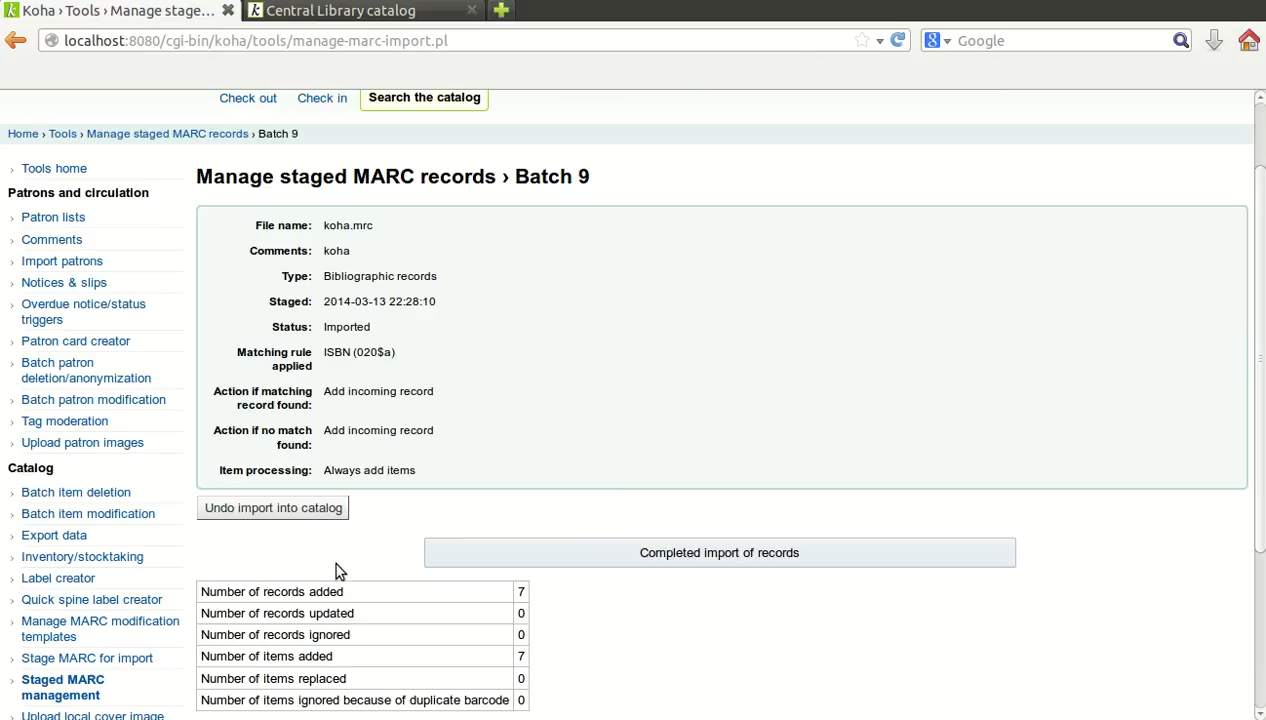 Koha › Tools › Manage stage...
Central Library catalog
localhost:8080/cgi-bin/koha/tools/manage-marc-import.pl
Google
Check out
Check in
Search the catalog
Home › Tools › Manage staged MARC records › Batch 9
Tools home
Patrons and circulation
Patron lists
Comments
Import patrons
Notices & slips
Overdue notice/status
triggers
Patron card creator
Batch patron
deletion/anonymization
Batch patron modification
Tag moderation
Upload patron images
Catalog
Batch item deletion
Batch item modification
Export data
Inventory/stocktaking
Label creator
Quick spine label creator
Manage MARC modification
templates
Stage MARC for import
Staged MARC
management
Upload local cover image
Manage staged MARC records › Batch 9
File name: koha.mrc
Comments: koha
Type: Bibliographic records
Staged: 2014-03-13 22:28:10
Status: Imported
Matching rule ISBN (020$a)
applied
Action if matching Add incoming record
record found:
Action if no match Add incoming record
found:
Item processing: Always add items
Undo import into catalog
Completed import of records
Number of records added 7
Number of records updated 0
Number of records ignored 0
Number of items added 7
Number of items replaced 0
Number of items ignored because of duplicate barcode 0